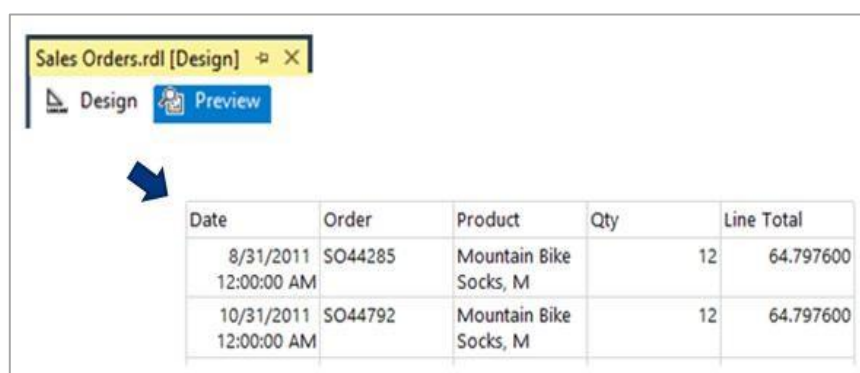 Sales Orders.rdl [Design]
Design Preview
Date Order Product Qty Line Total
8/31/2011 SO44285 Mountain Bike 12 64.797600
12:00:00 AM Socks, M
10/31/2011 SO44792 Mountain Bike 12 64.797600
12:00:00 AM Socks, M